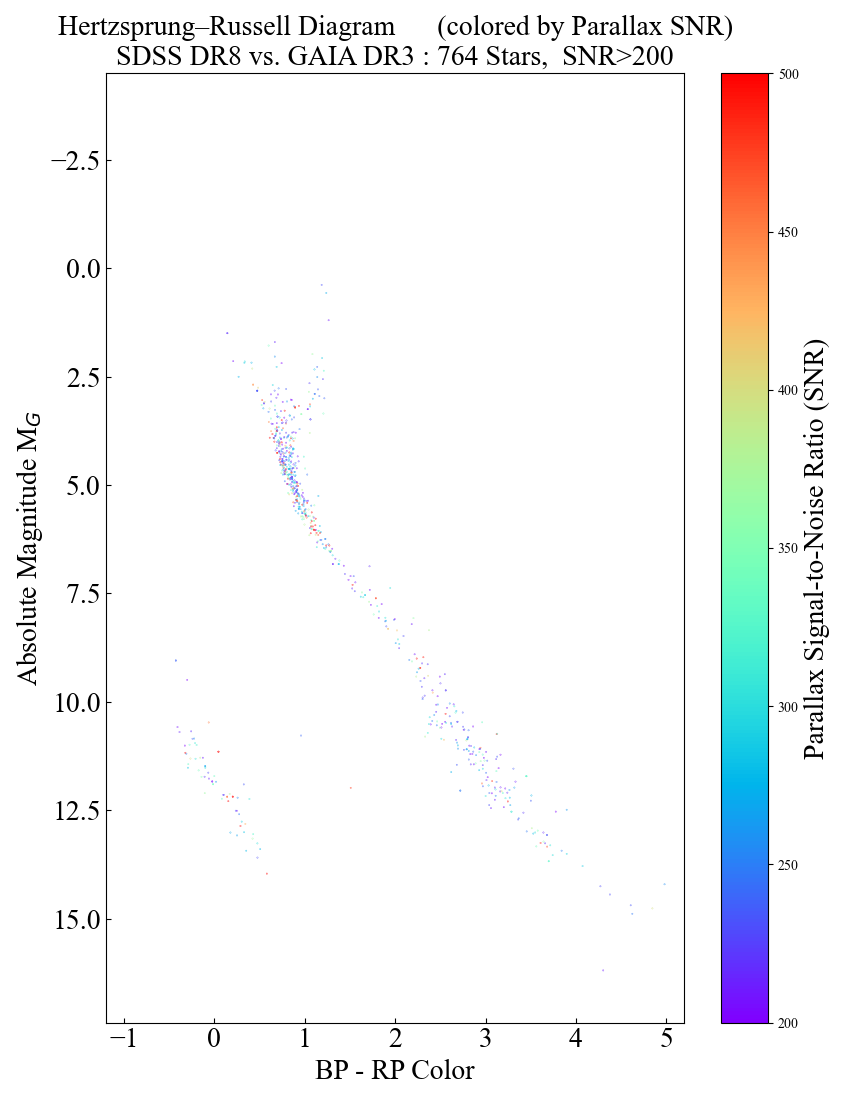 Hertzsprung–Russell Diagram (colored by Parallax SNR)
SDSS DR8 vs. GAIA DR3 : 764 Stars, SNR>200
−2.5
0.0
2.5
5.0
7.5
10.0
12.5
15.0
Absolute Magnitude M_G
−1 0 1 2 3 4 5
BP - RP Color
500
450
400
350
300
250
200
Parallax Signal-to-Noise Ratio (SNR)